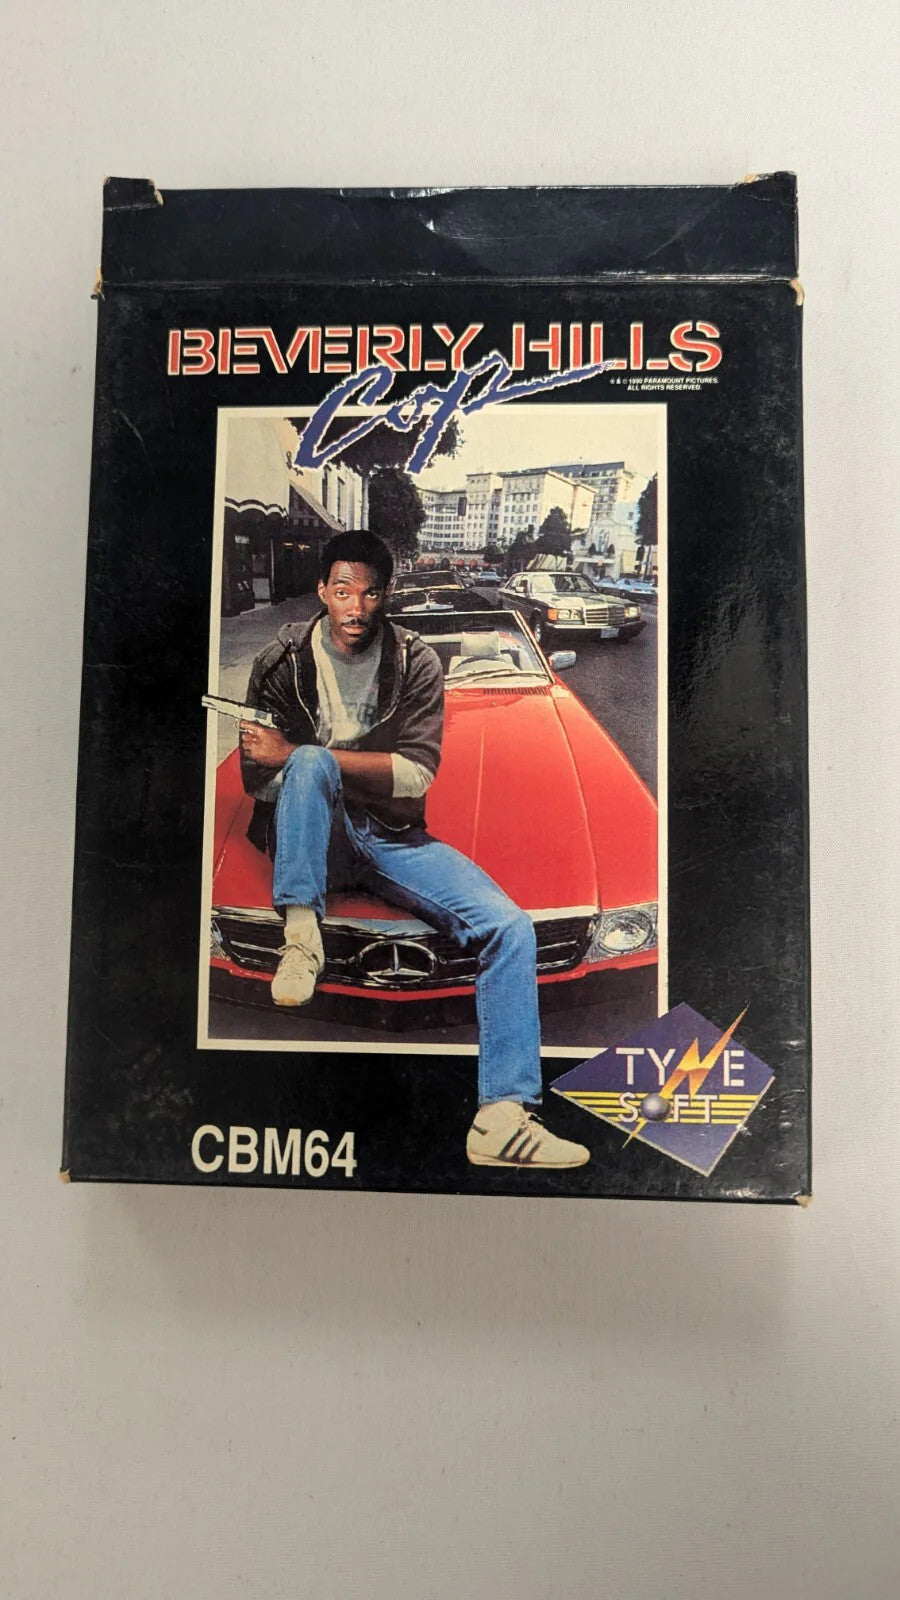 BEVERLY HILLS
Cop
® & © 1990 PARAMOUNT PICTURES.
ALL RIGHTS RESERVED.
TYNE
SOFT
CBM64